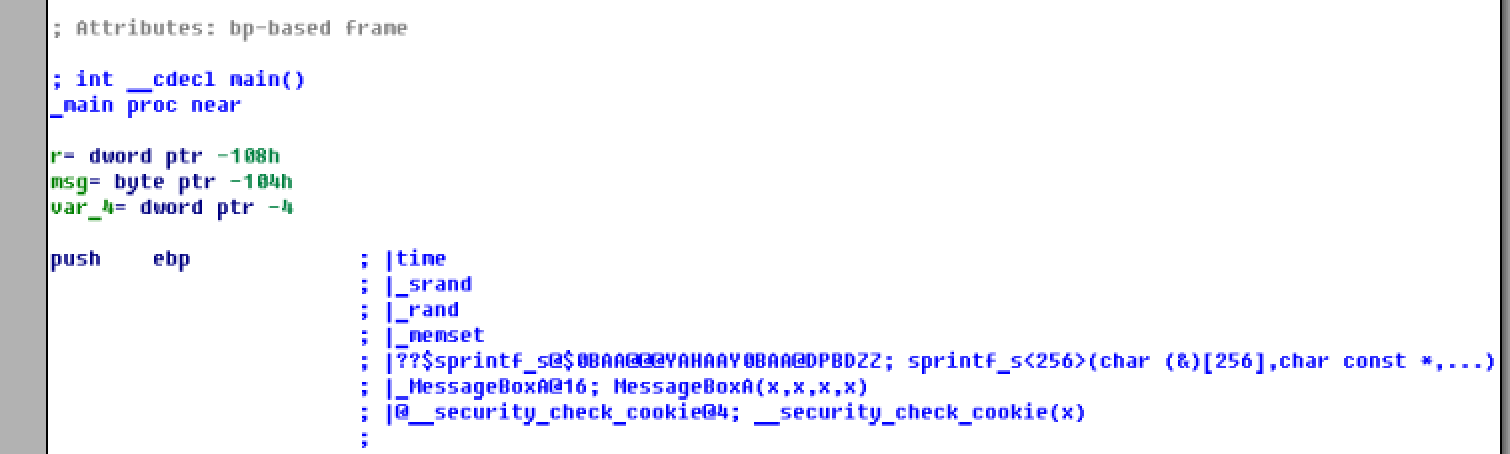 ; Attributes: bp-based frame
; int __cdecl main()
_main proc near
r= dword ptr -108h
msg= byte ptr -104h
var_4= dword ptr -4
push    ebp             ; |time
; |_srand
; |_rand
; |_memset
; |??$sprintf_s@$0BAA@@@YAHAAY0BAA@DPBDZZ; sprintf_s<256>(char (&)[256],char const *,...)
; |_MessageBoxA@16; MessageBoxA(x,x,x,x)
; |@__security_check_cookie@4; __security_check_cookie(x)
;